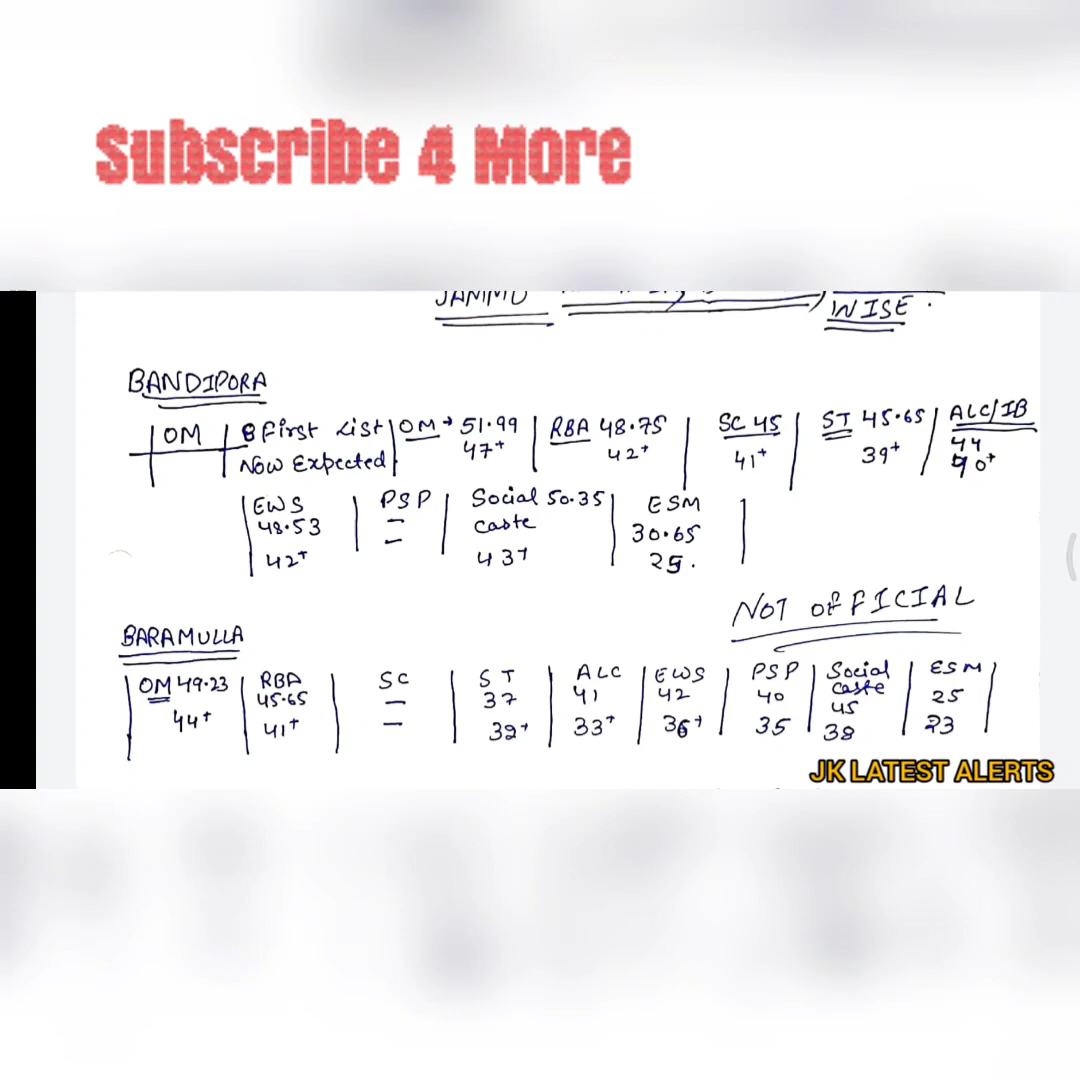 Subscribe 4 More
JAMMU
WISE.
BANDIPORA
OM | First List | OM → 51.99 | RBA 48.75 | SC 45 | ST 45.65 | ALC/IB
Now Expected | 47+ | 42+ | 41+ | 39+ | 44
40+
EWS | PSP | Social 50.35 | ESM
48.53 | – | caste | 30.65
42+ | – | 43+ | 25.
NOT OFFICIAL
BARAMULLA
OM 49.23 | RBA | SC | ST | ALC | EWS | PSP | Social | ESM
45.65 | – | 37 | 41 | 42 | 40 | caste | 25
45
44+ | 41+ | – | 32+ | 33+ | 36+ | 35 | 38 | 23
JK LATEST ALERTS